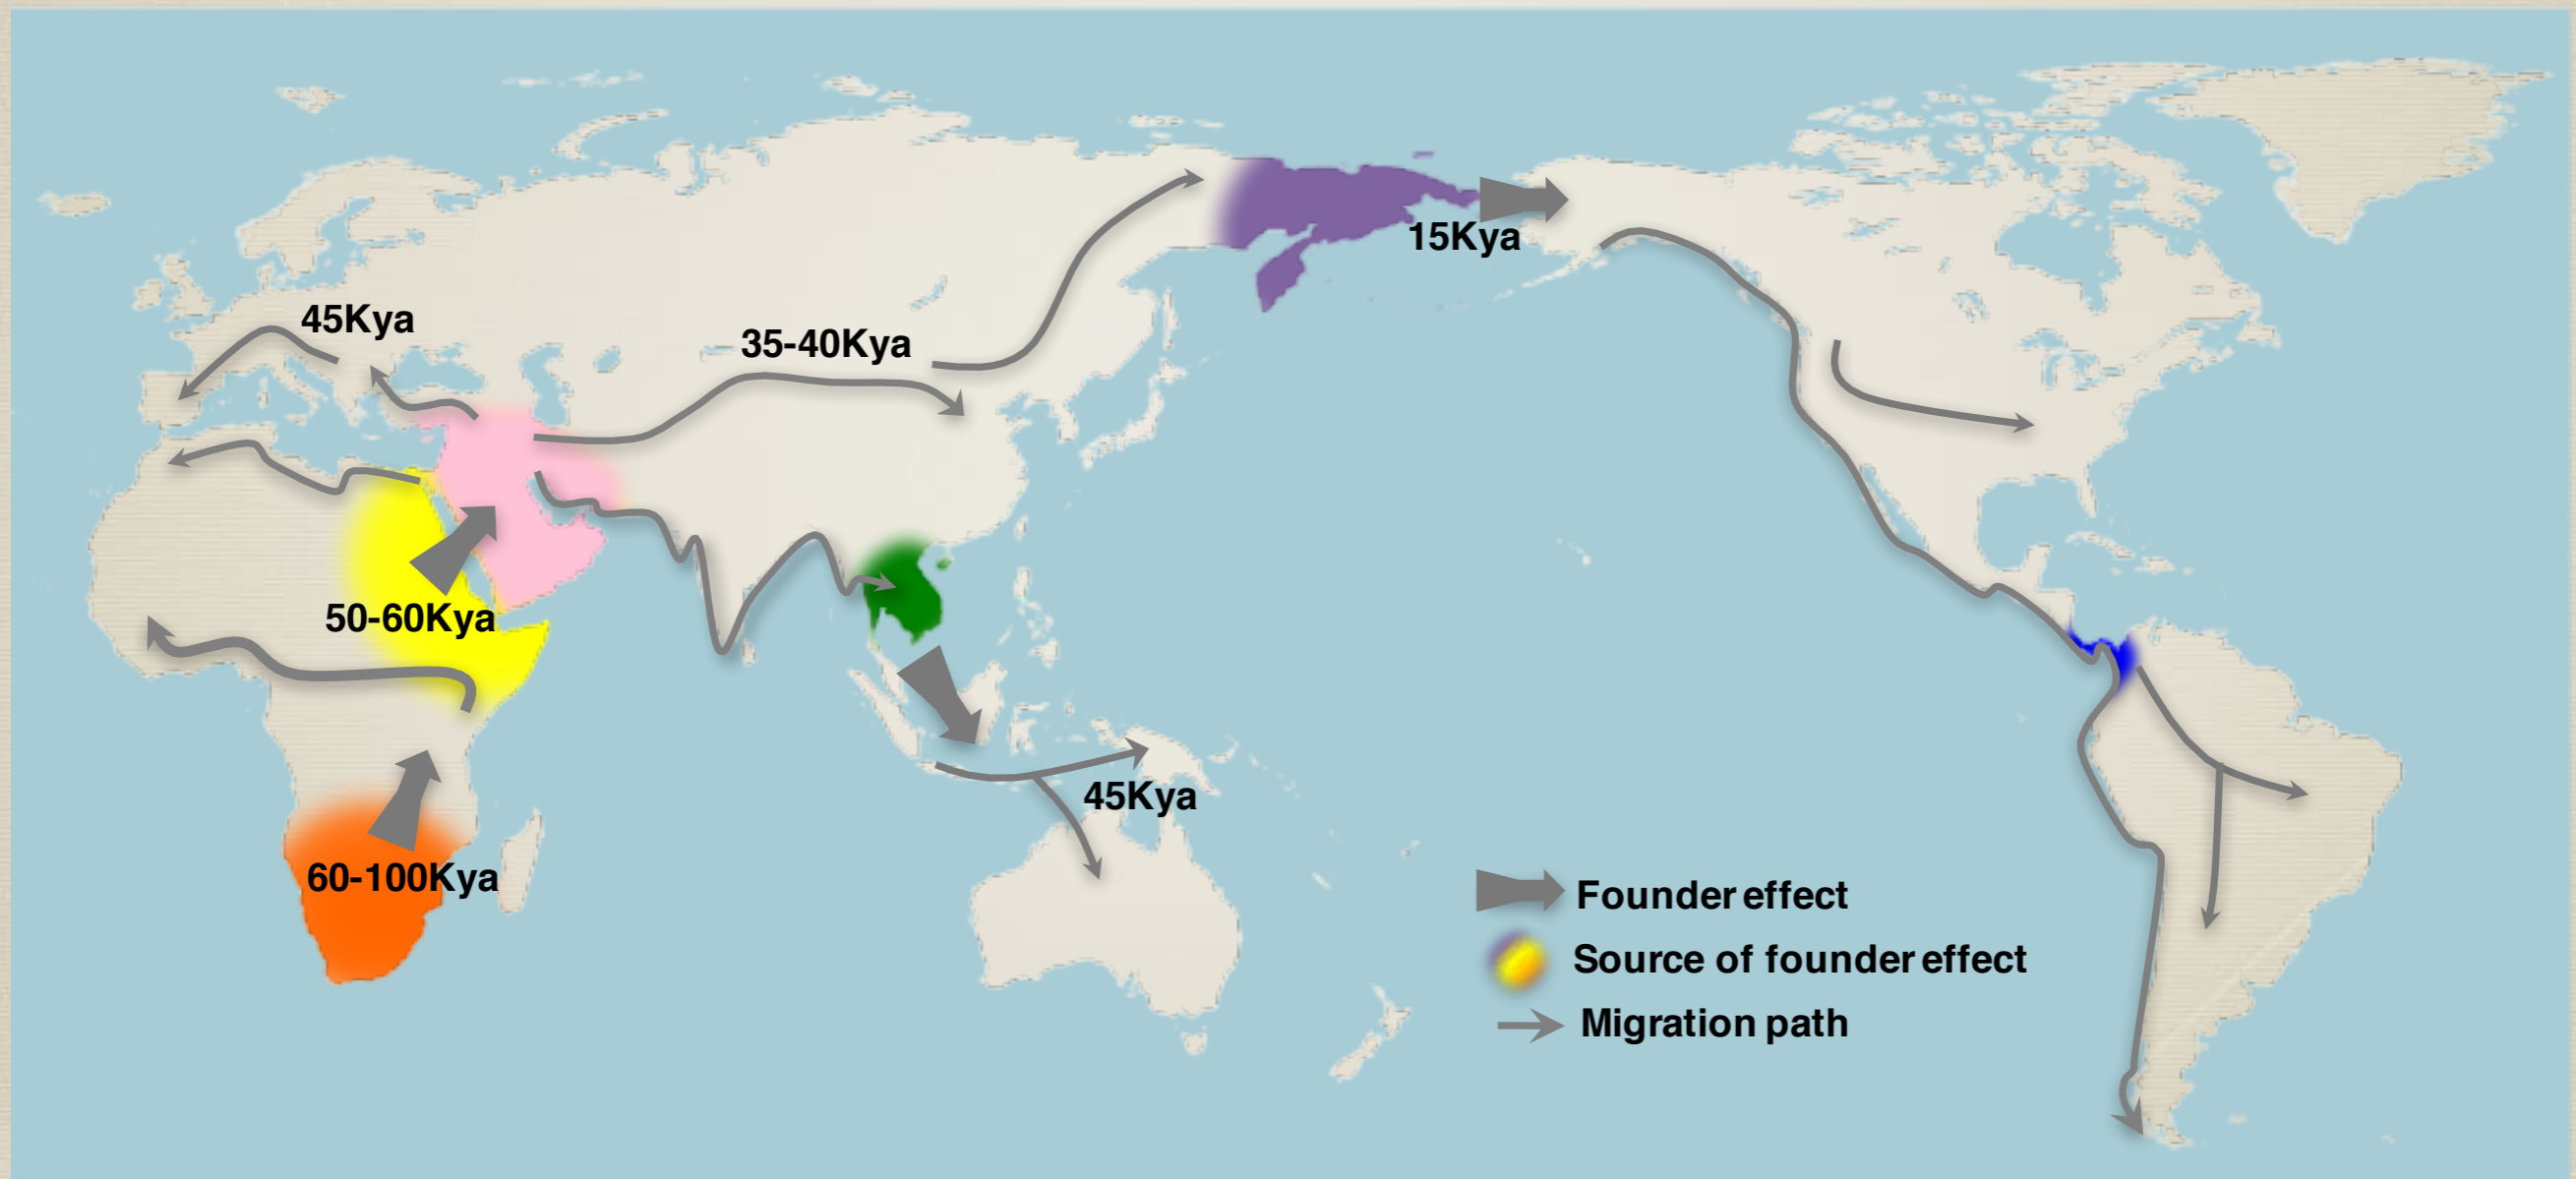 15Kya
45Kya
35-40Kya
50-60Kya
45Kya
60-100Kya
Founder effect
Source of founder effect
Migration path